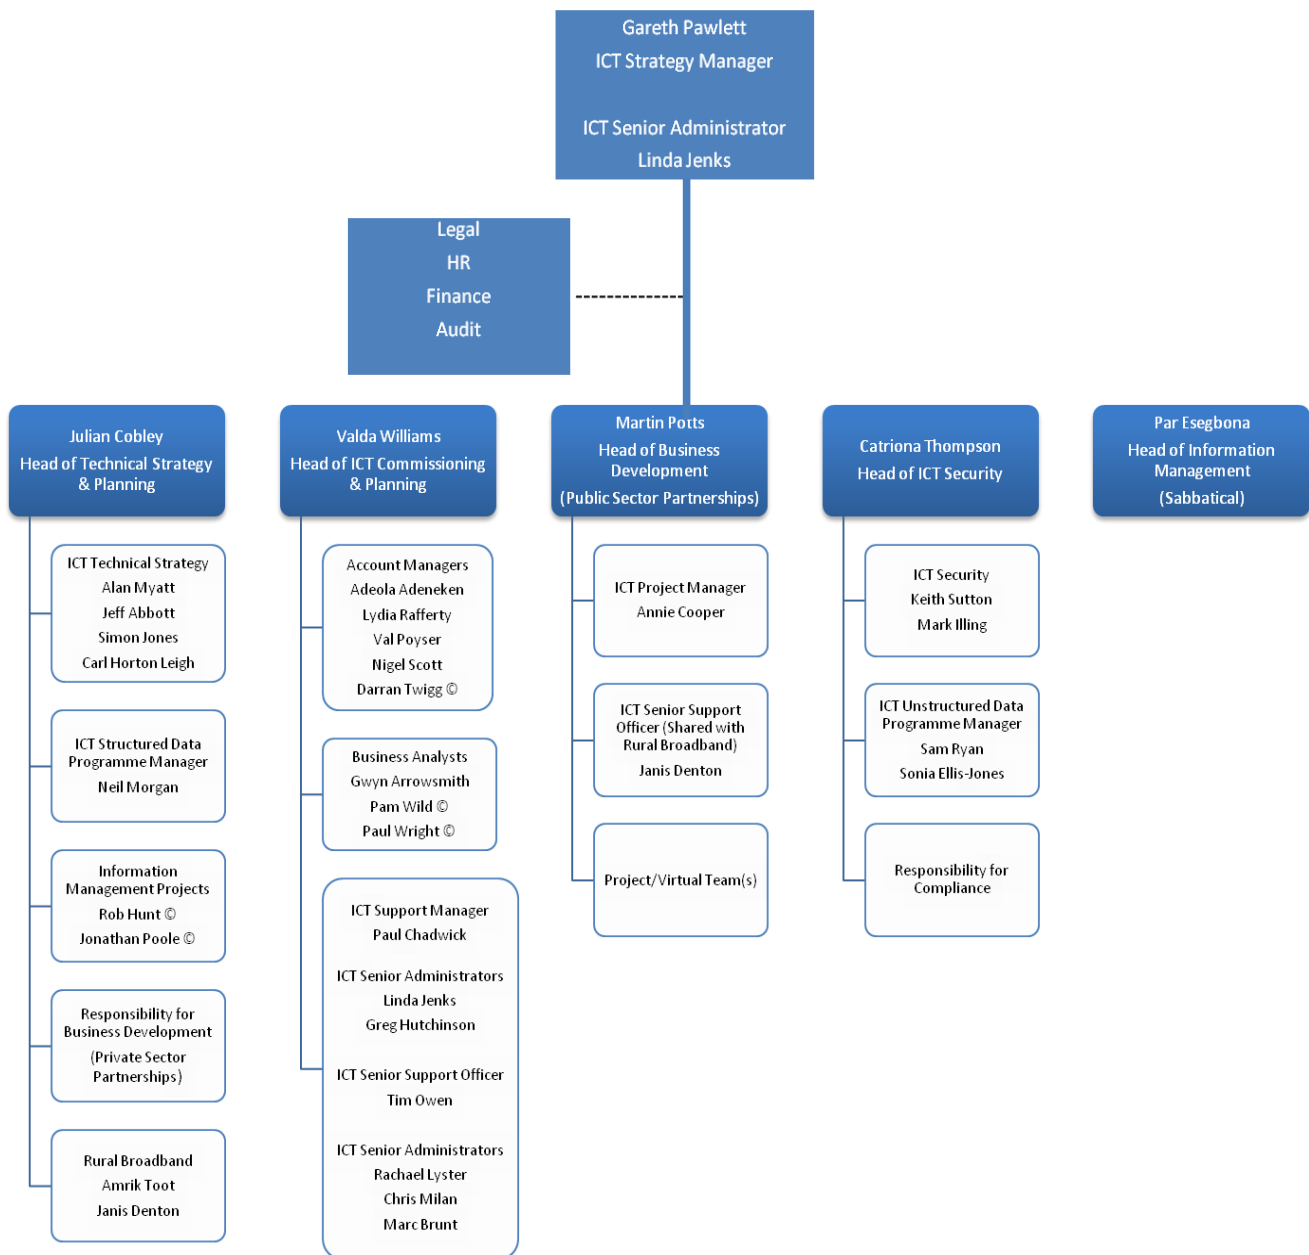 Gareth Pawlett
ICT Strategy Manager
ICT Senior Administrator
Linda Jenks
Legal
HR
Finance
Audit
Julian Cobley
Head of Technical Strategy
& Planning
ICT Technical Strategy
Alan Myatt
Jeff Abbott
Simon Jones
Carl Horton Leigh
ICT Structured Data
Programme Manager
Neil Morgan
Information
Management Projects
Rob Hunt ©
Jonathan Poole ©
Responsibility for
Business Development
(Private Sector
Partnerships)
Rural Broadband
Amrik Toot
Janis Denton
Valda Williams
Head of ICT Commissioning
& Planning
Account Managers
Adeola Adeneken
Lydia Rafferty
Val Poyser
Nigel Scott
Darran Twigg ©
Business Analysts
Gwyn Arrowsmith
Pam Wild ©
Paul Wright ©
ICT Support Manager
Paul Chadwick
ICT Senior Administrators
Linda Jenks
Greg Hutchinson
ICT Senior Support Officer
Tim Owen
ICT Senior Administrators
Rachael Lyster
Chris Milan
Marc Brunt
Martin Potts
Head of Business
Development
(Public Sector Partnerships)
ICT Project Manager
Annie Cooper
ICT Senior Support
Officer (Shared with
Rural Broadband)
Janis Denton
Project/Virtual Team(s)
Catriona Thompson
Head of ICT Security
ICT Security
Keith Sutton
Mark Illing
ICT Unstructured Data
Programme Manager
Sam Ryan
Sonia Ellis-Jones
Responsibility for
Compliance
Par Esegbona
Head of Information
Management
(Sabbatical)